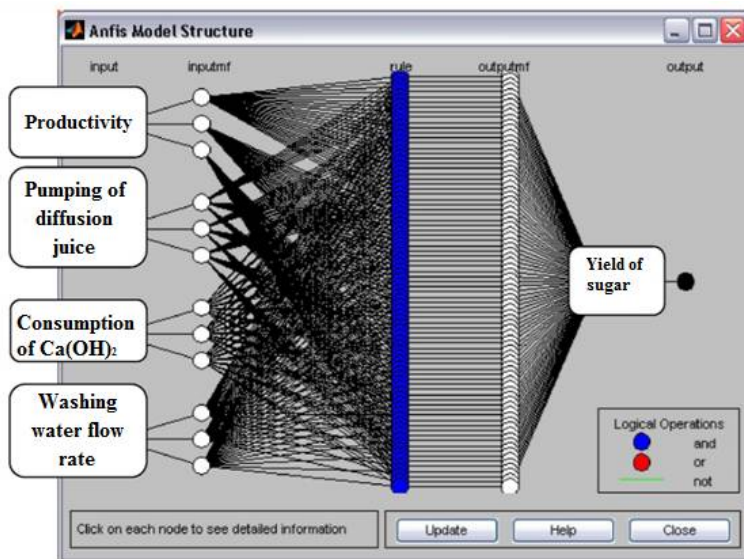 Anfis Model Structure
input
inputmf
rule
outputmf
output
Productivity
Pumping of
diffusion
juice
Consumption
of Ca(OH)₂
Washing
water flow
rate
Yield of
sugar
Logical Operations
and
or
not
Click on each node to see detailed information
Update
Help
Close